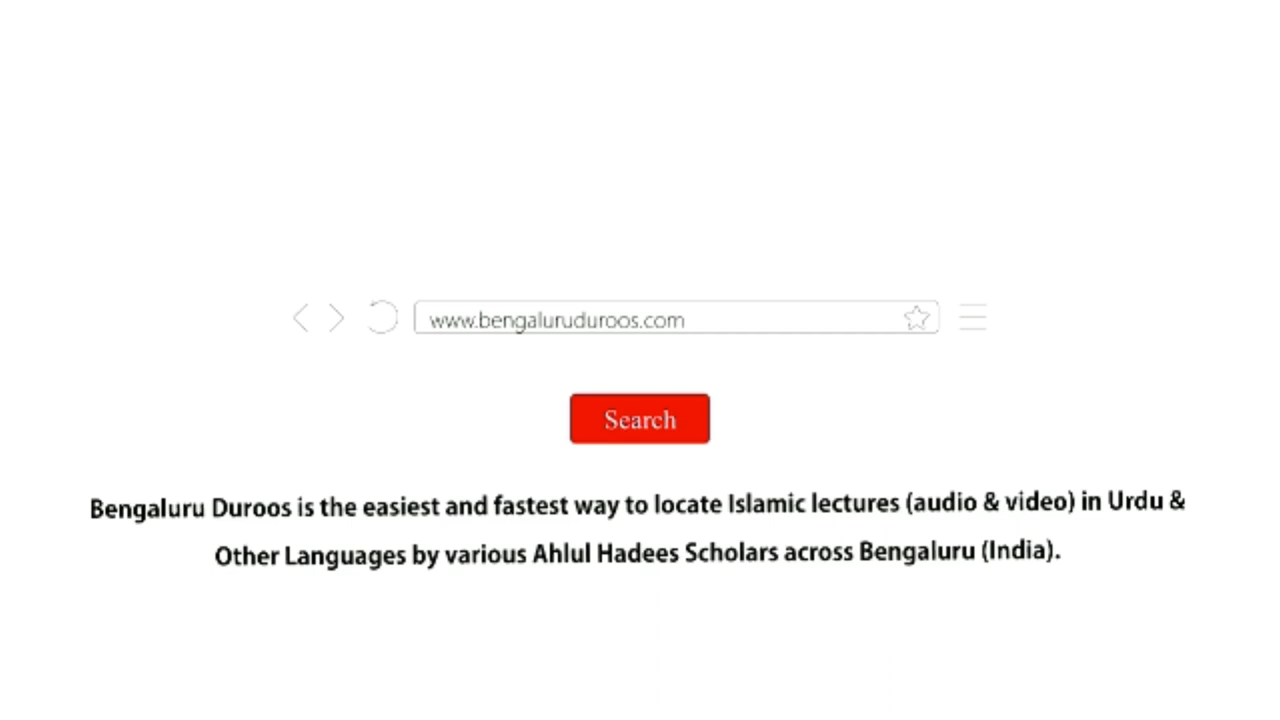 www.bengaluruduroos.com
Search
Bengaluru Duroos is the easiest and fastest way to locate Islamic lectures (audio & video) in Urdu &
Other Languages by various Ahlul Hadees Scholars across Bengaluru (India).